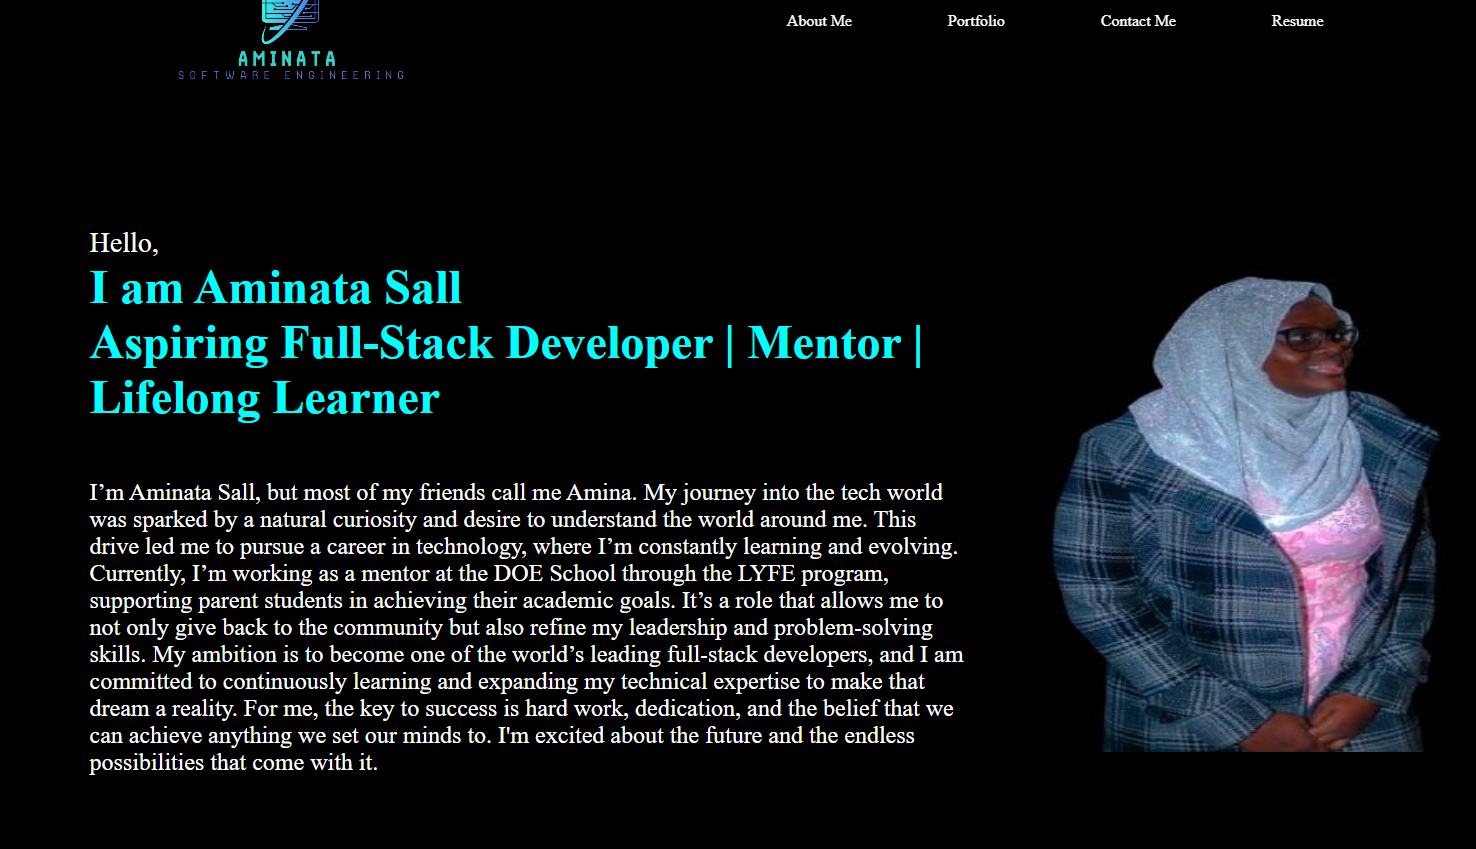 AMINATA
SOFTWARE ENGINEERING
About Me Portfolio Contact Me Resume
Hello,
I am Aminata Sall
Aspiring Full-Stack Developer | Mentor |
Lifelong Learner
I’m Aminata Sall, but most of my friends call me Amina. My journey into the tech world
was sparked by a natural curiosity and desire to understand the world around me. This
drive led me to pursue a career in technology, where I’m constantly learning and evolving.
Currently, I’m working as a mentor at the DOE School through the LYFE program,
supporting parent students in achieving their academic goals. It’s a role that allows me to
not only give back to the community but also refine my leadership and problem-solving
skills. My ambition is to become one of the world’s leading full-stack developers, and I am
committed to continuously learning and expanding my technical expertise to make that
dream a reality. For me, the key to success is hard work, dedication, and the belief that we
can achieve anything we set our minds to. I'm excited about the future and the endless
possibilities that come with it.